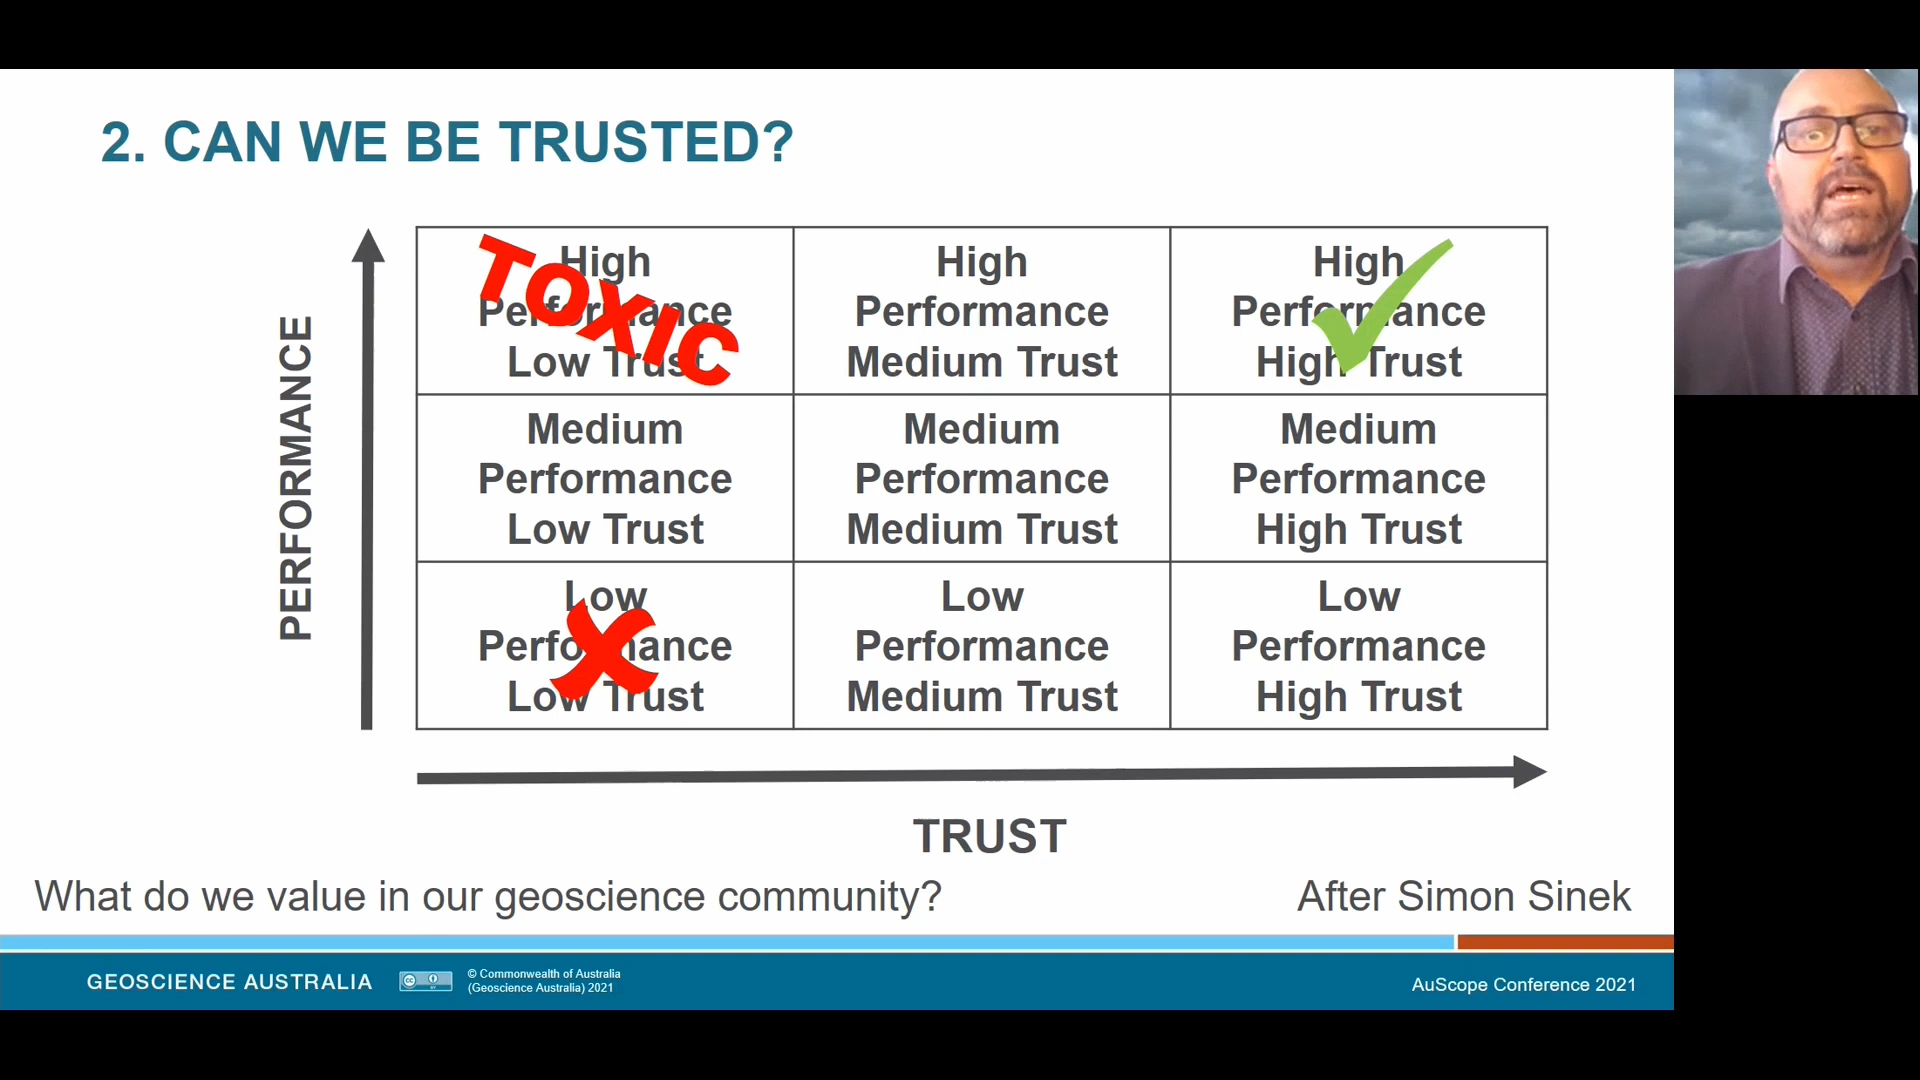 2. CAN WE BE TRUSTED?
PERFORMANCE
High
Performance
Low Trust
TOXIC
High
Performance
Medium Trust
High
Performance
High Trust
Medium
Performance
Low Trust
Medium
Performance
Medium Trust
Medium
Performance
High Trust
Low
Performance
Low Trust
Low
Performance
Medium Trust
Low
Performance
High Trust
TRUST
What do we value in our geoscience community?
After Simon Sinek
GEOSCIENCE AUSTRALIA
cc
BY
© Commonwealth of Australia
(Geoscience Australia) 2021
AuScope Conference 2021